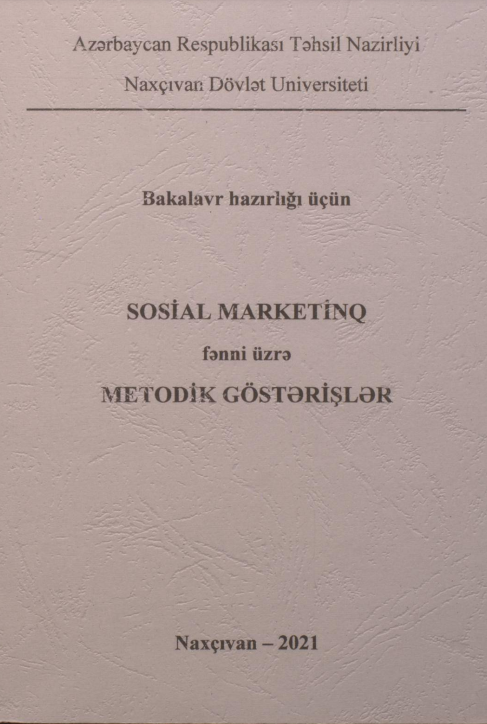 Azərbaycan Respublikası Təhsil Nazirliyi
Naxçıvan Dövlət Universiteti
Bakalavr hazırlığı üçün
SOSİAL MARKETİNQ
fənni üzrə
METODİK GÖSTƏRİŞLƏR
Naxçıvan – 2021